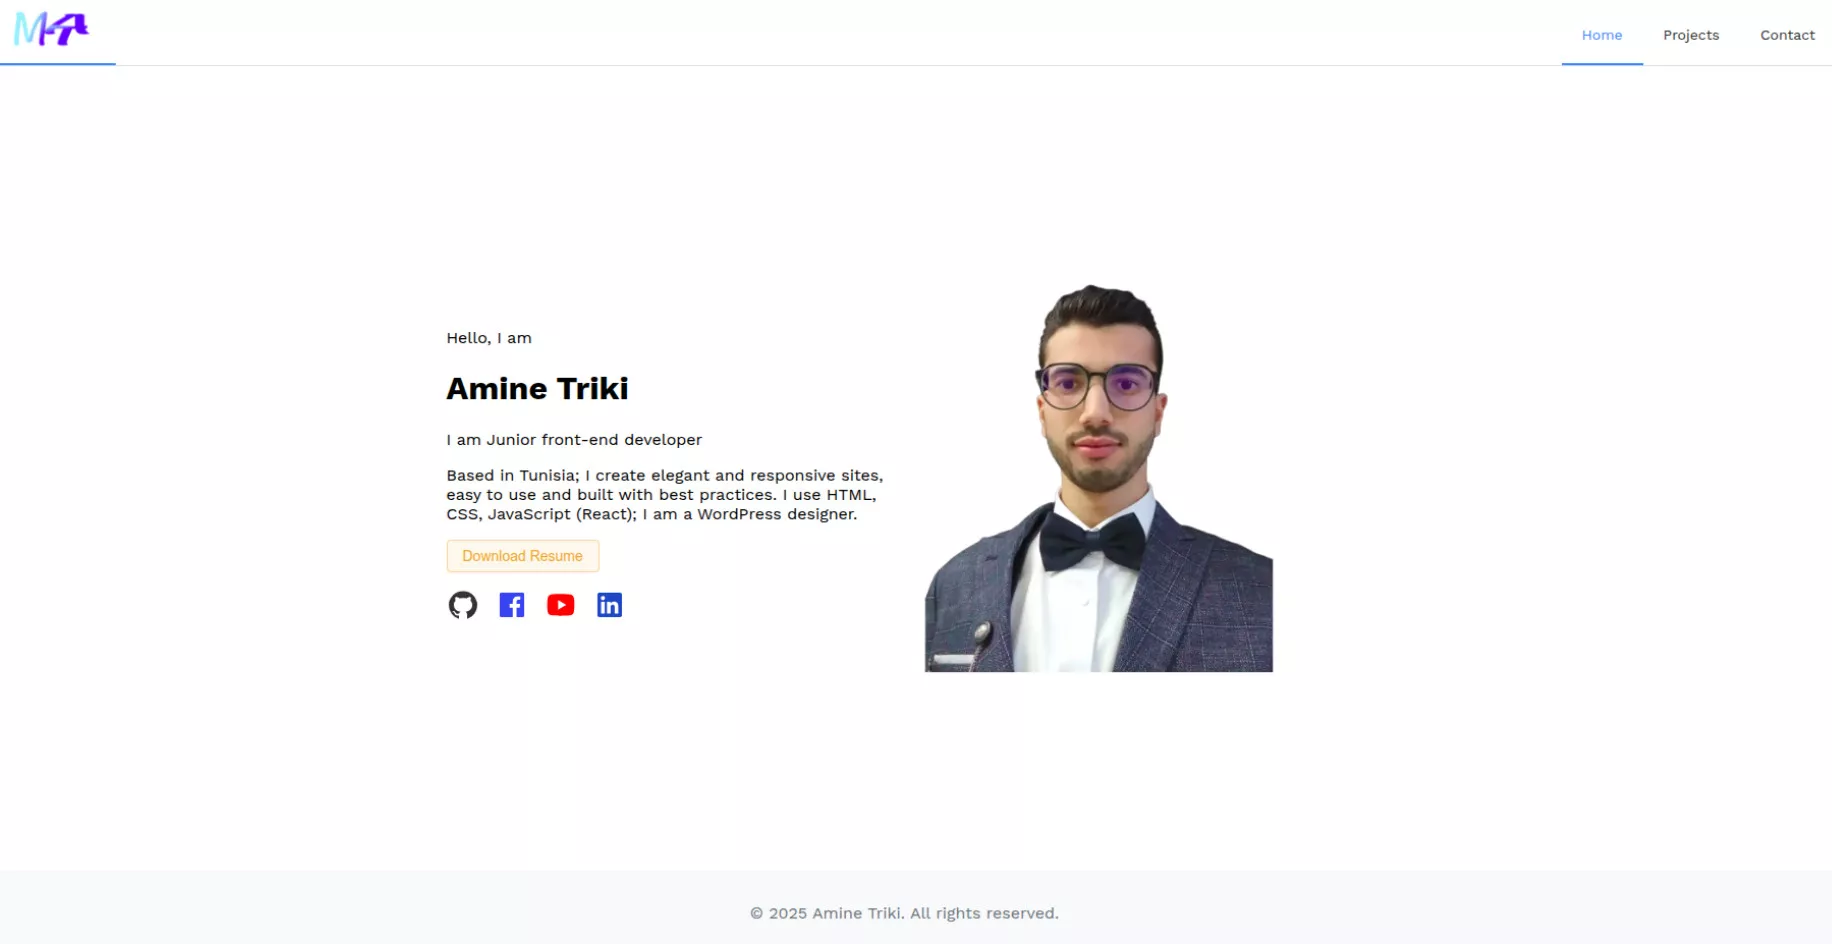 MAT
Home
Projects
Contact
Hello, I am
Amine Triki
I am Junior front-end developer
Based in Tunisia; I create elegant and responsive sites,
easy to use and built with best practices. I use HTML,
CSS, JavaScript (React); I am a WordPress designer.
Download Resume
in
© 2025 Amine Triki. All rights reserved.